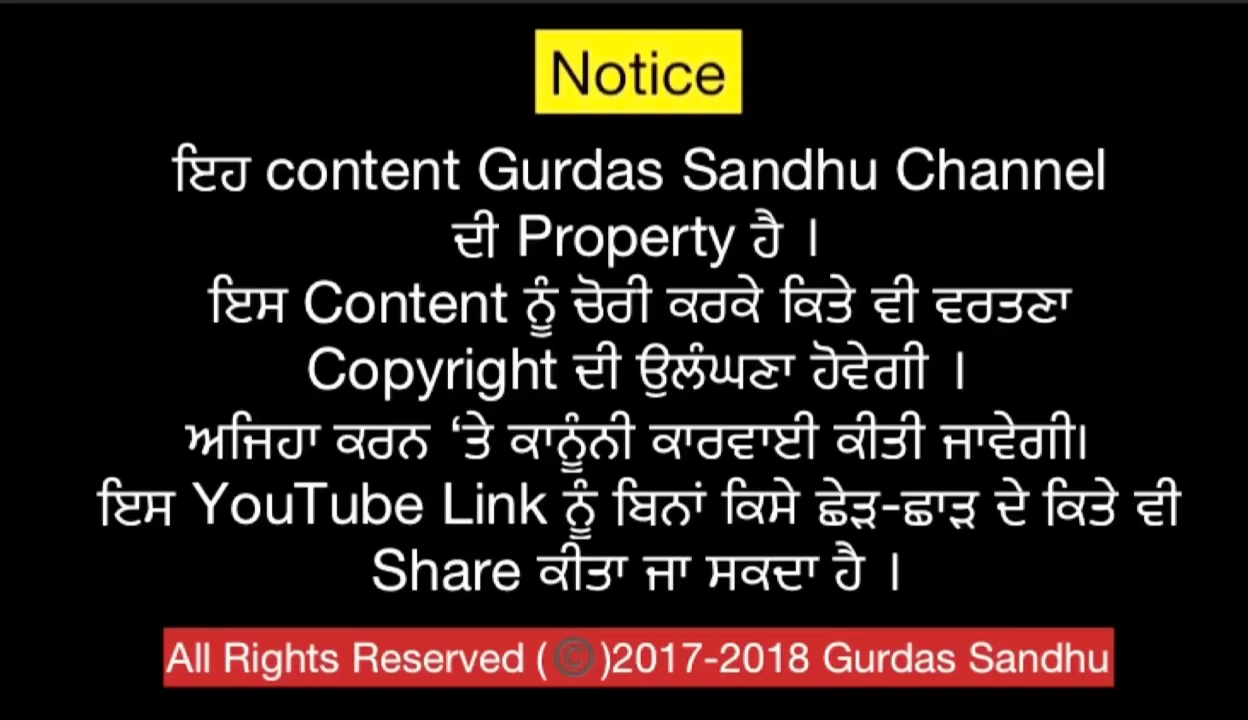 Notice
ਇਹ content Gurdas Sandhu Channel
ਦੀ Property ਹੈ ।
ਇਸ Content ਨੂੰ ਚੋਰੀ ਕਰਕੇ ਕਿਤੇ ਵੀ ਵਰਤਣਾ
Copyright ਦੀ ਉਲੰਘਣਾ ਹੋਵੇਗੀ ।
ਅਜਿਹਾ ਕਰਨ ‘ਤੇ ਕਾਨੂੰਨੀ ਕਾਰਵਾਈ ਕੀਤੀ ਜਾਵੇਗੀ।
ਇਸ YouTube Link ਨੂੰ ਬਿਨਾਂ ਕਿਸੇ ਛੇੜ-ਛਾੜ ਦੇ ਕਿਤੇ ਵੀ
Share ਕੀਤਾ ਜਾ ਸਕਦਾ ਹੈ ।
All Rights Reserved (©)2017-2018 Gurdas Sandhu